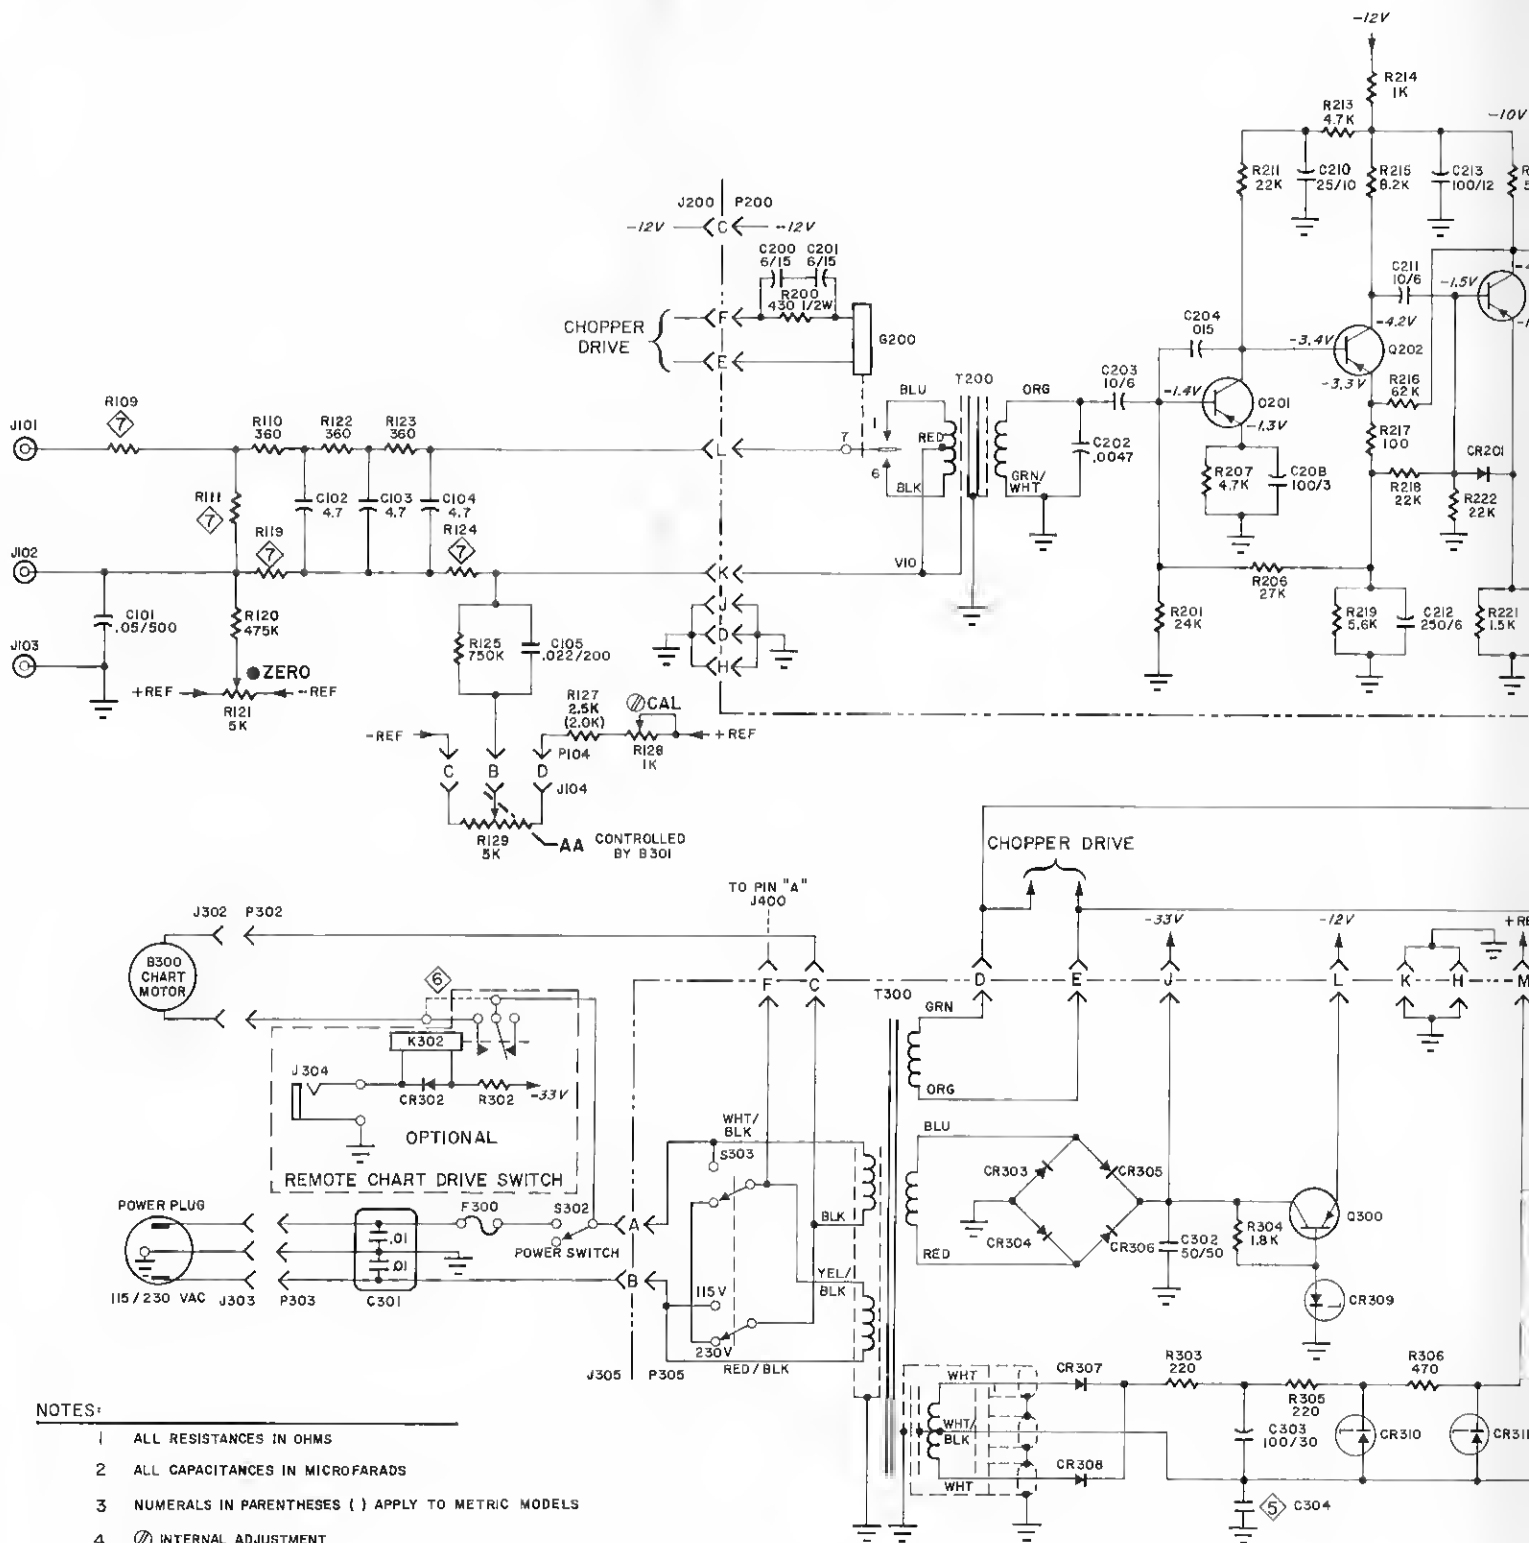 -12V
R214
1K
R213
4.7K
-10V
R211
22K
C210
25/10
R215
8.2K
C213
100/12
J200 P200
-12V C -12V
C200 C201
6/15 6/15
R200
430 1/2W
CHOPPER
DRIVE
F
E
G200
C211
10/6
-1.5V
-4.2V
C204
015
-3.4V
Q202
-3.3V
R216
62K
BLU
T200
ORG
C203
10/6
-1.4V
Q201
-1.3V
R217
100
CR201
R109
7
J101
R110
360
R122
360
R123
360
L
7
1
6
RED
BLK
GRN/
WHT
C202
.0047
R207
4.7K
C208
100/3
R218
22K
R222
22K
R111
7
C102
4.7
C103
4.7
C104
4.7
R119
7
R124
7
J102
K
VIO
R206
27K
C101
.05/500
R120
475K
R125
750K
C105
.022/200
J
D
H
R201
24K
R219
5.6K
C212
250/6
R221
1.5K
J103
ZERO
+REF
-REF
R121
5K
R127
2.5K
(2.0K)
CAL
-REF
P104
R128
1K
+REF
C B D
J104
R129
5K
AA CONTROLLED
BY B301
CHOPPER DRIVE
TO PIN "A"
J400
J302 P302
-33V
-12V
B300
CHART
MOTOR
6
F C
T300
D E J L K H M
GRN
K302
J304
CR302
R302
-33V
ORG
OPTIONAL
REMOTE CHART DRIVE SWITCH
WHT/
BLK
S303
BLU
CR303
CR305
POWER PLUG
F300
S302
A
POWER SWITCH
BLK
.01
.01
CR304
CR306
C302
50/50
R304
1.8K
Q300
RED
B
115V
YEL/
BLK
115/230 VAC J303 P303 C301
CR309
230V
RED/BLK
J305 P305
WHT
CR307
R303
220
R306
470
R305
220
WHT/
BLK
C303
100/30
CR310
CR311
CR308
WHT
5 C304
NOTES:
1 ALL RESISTANCES IN OHMS
2 ALL CAPACITANCES IN MICROFARADS
3 NUMERALS IN PARENTHESES ( ) APPLY TO METRIC MODELS
4 INTERNAL ADJUSTMENT